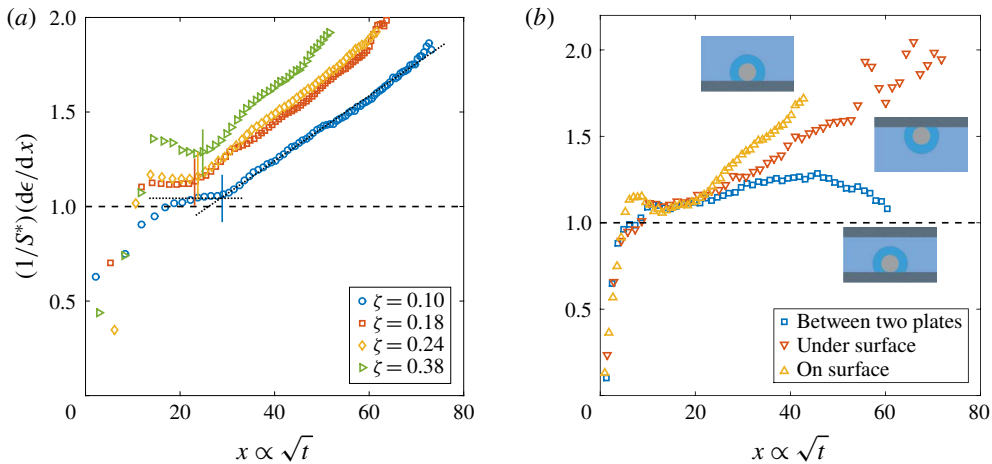 (a)
(1/S*)(dϵ/dx)
2.0
1.5
1.0
0.5
0
20
40
60
80
x ∝ √t
ζ = 0.10
ζ = 0.18
ζ = 0.24
ζ = 0.38
(b)
2.0
1.5
1.0
0.5
0
20
40
60
80
x ∝ √t
Between two plates
Under surface
On surface